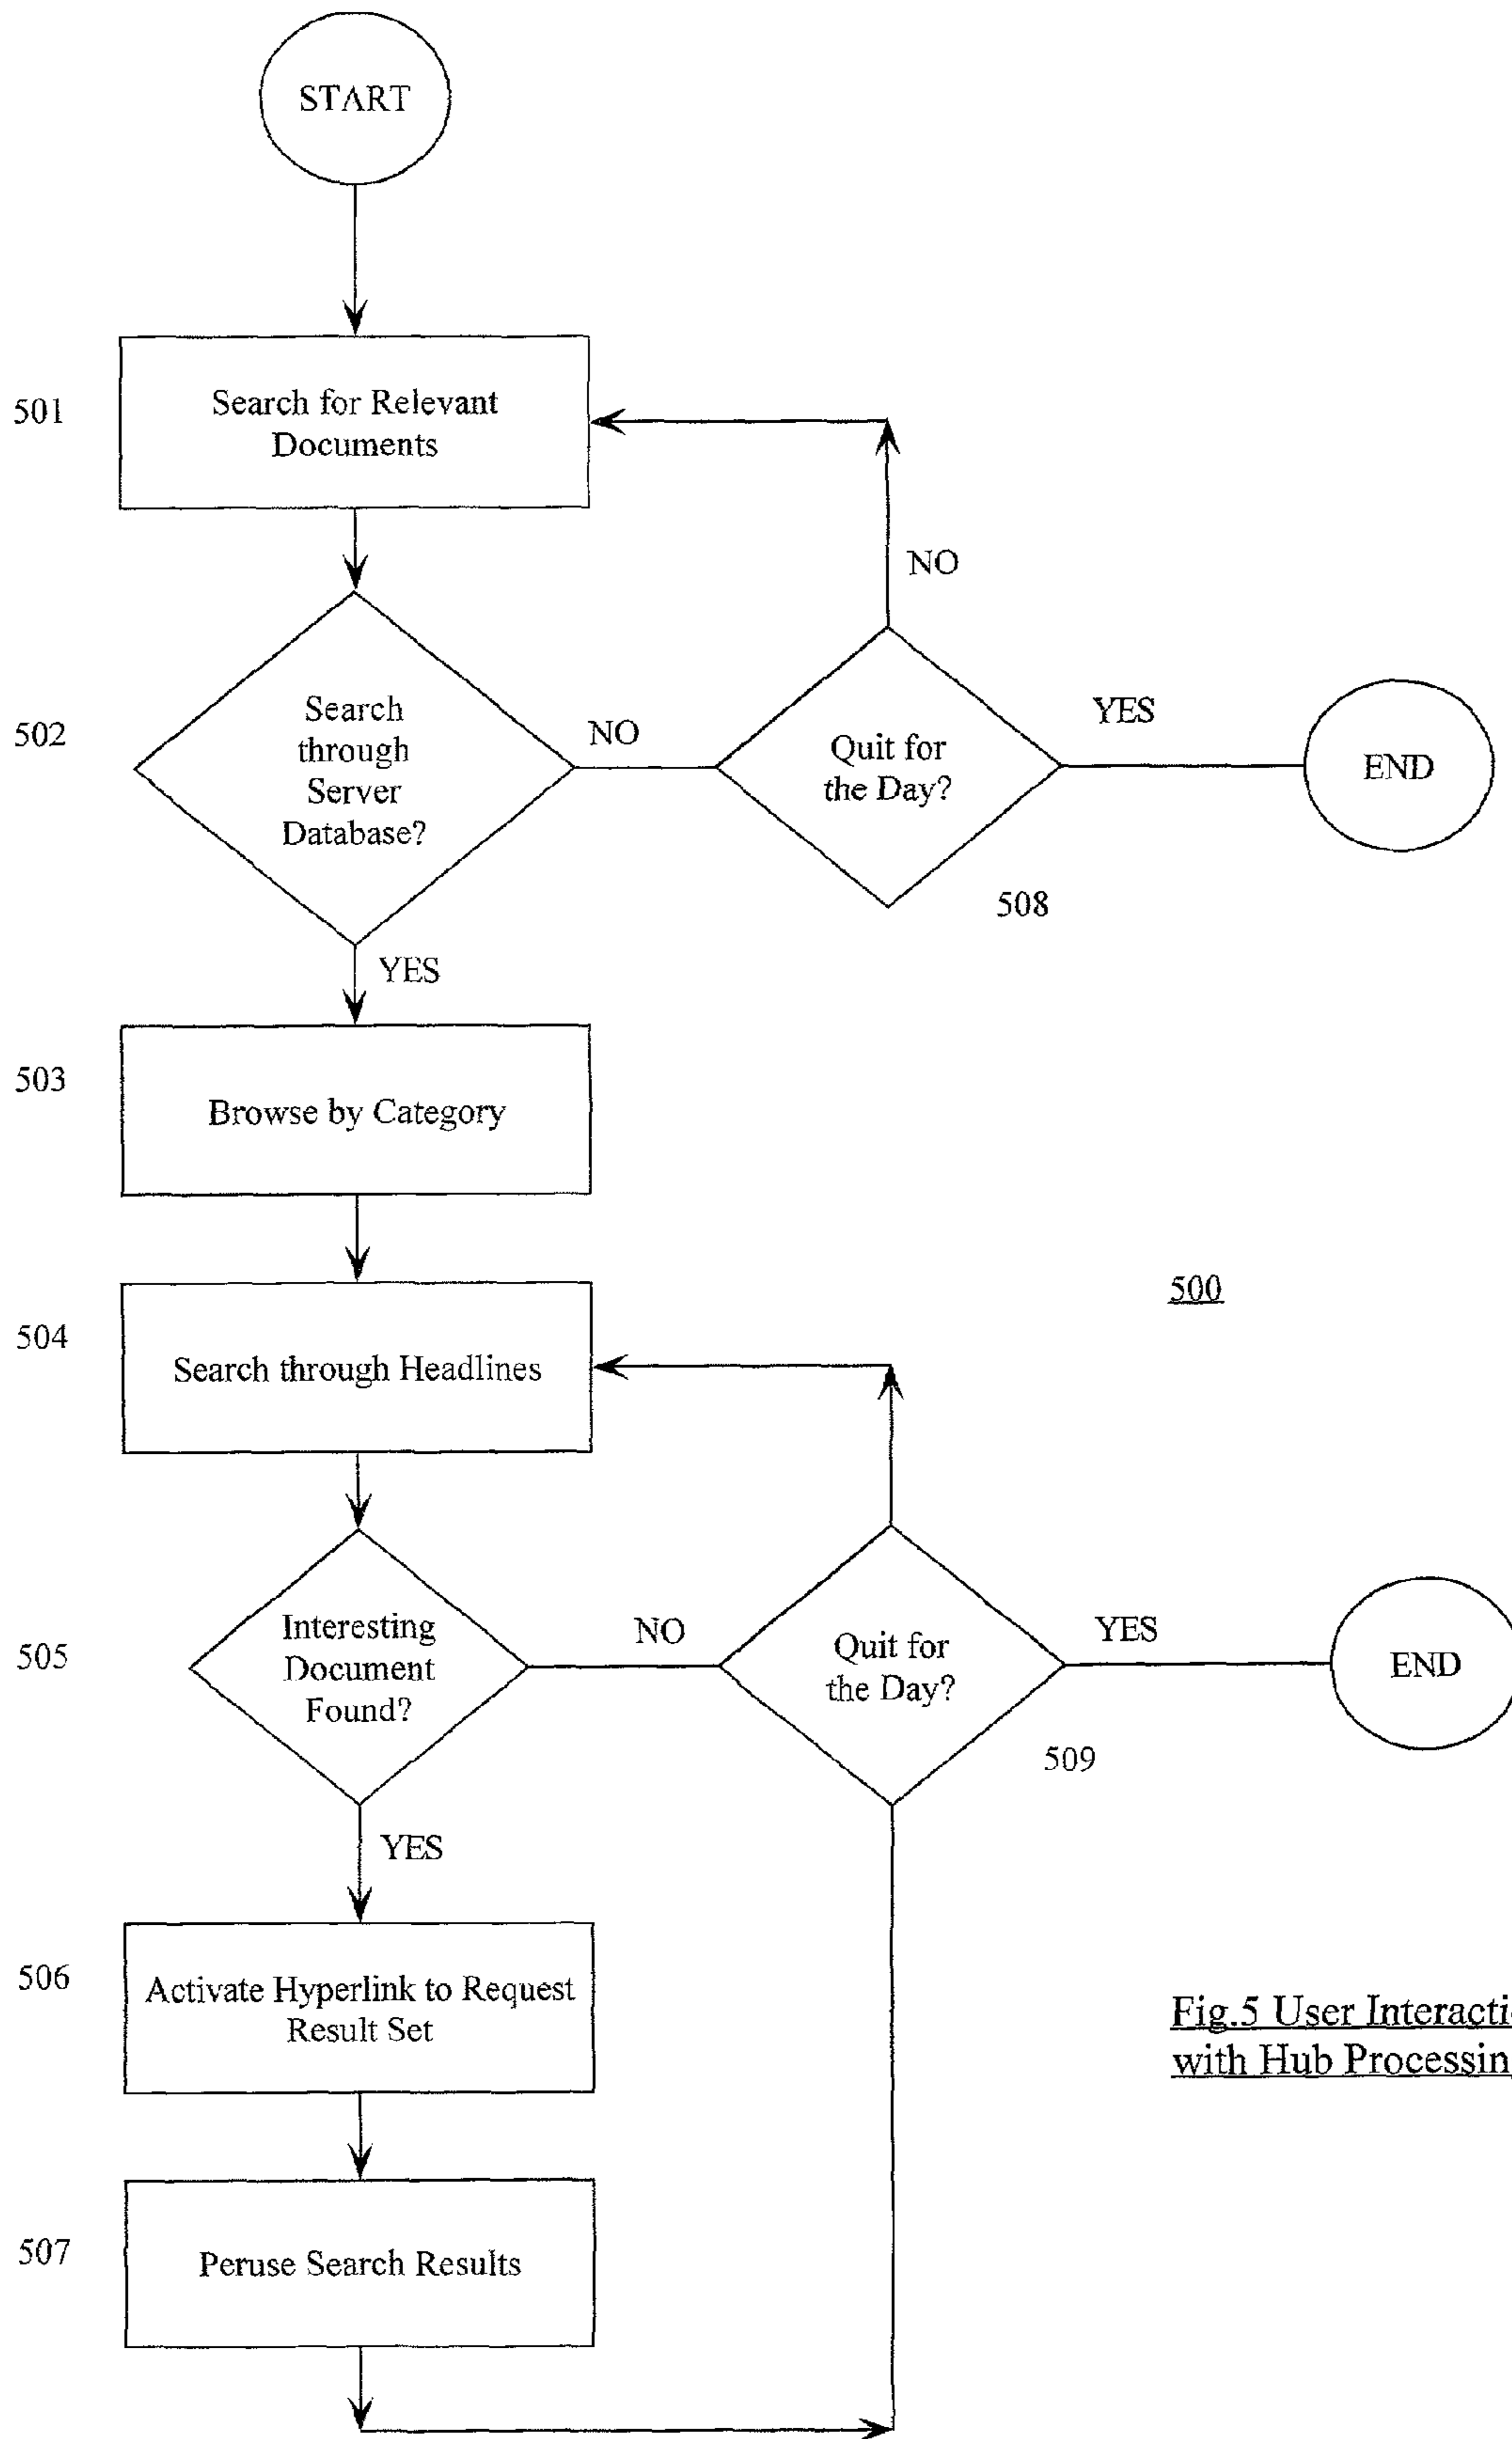 START
501
Search for Relevant
Documents
NO
502
Search
through
Server
Database?
NO
Quit for
the Day?
YES
END
508
YES
503
Browse by Category
500
504
Search through Headlines
505
Interesting
Document
Found?
NO
Quit for
the Day?
YES
END
509
YES
506
Activate Hyperlink to Request
Result Set
Fig.5 User
with Hub
507
Peruse Search Results